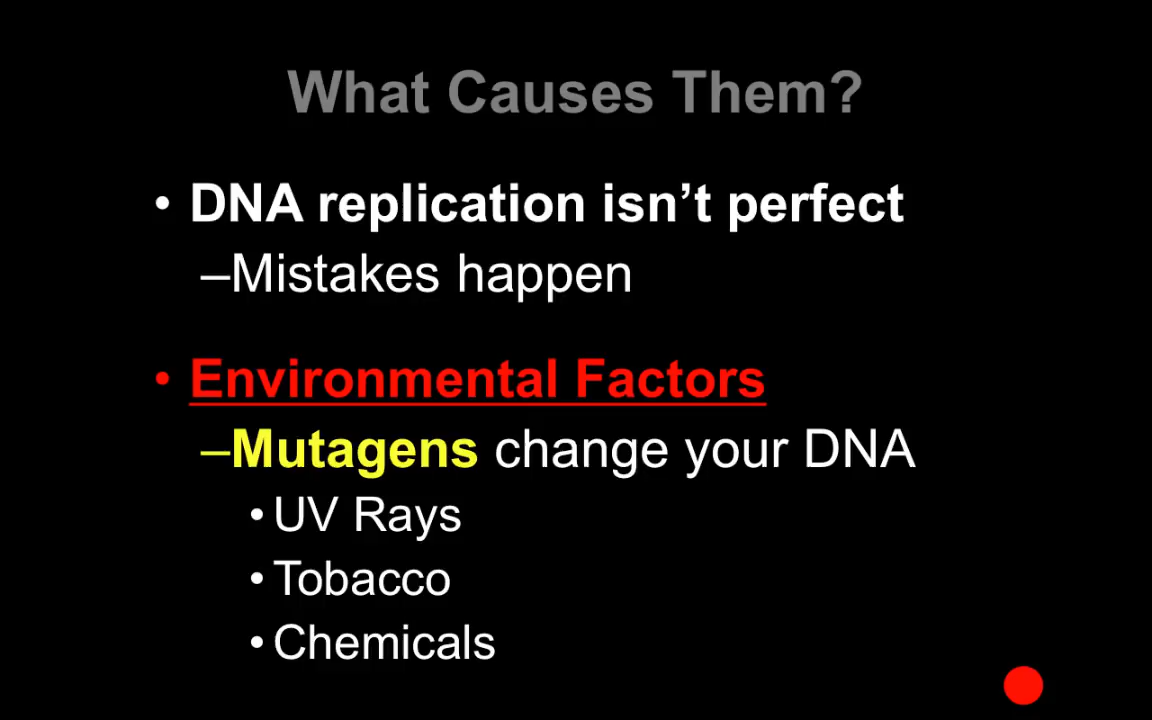 What Causes Them?
• DNA replication isn’t perfect
–Mistakes happen
• Environmental Factors
–Mutagens change your DNA
• UV Rays
• Tobacco
• Chemicals